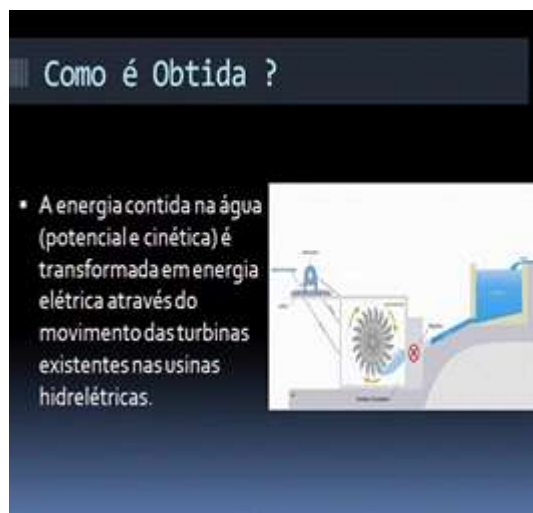 Como é Obtida ?
▪ A energia contida na água
(potencial e cinética) é
transformada em energia
elétrica através do
movimento das turbinas
existentes nas usinas
hidrelétricas.